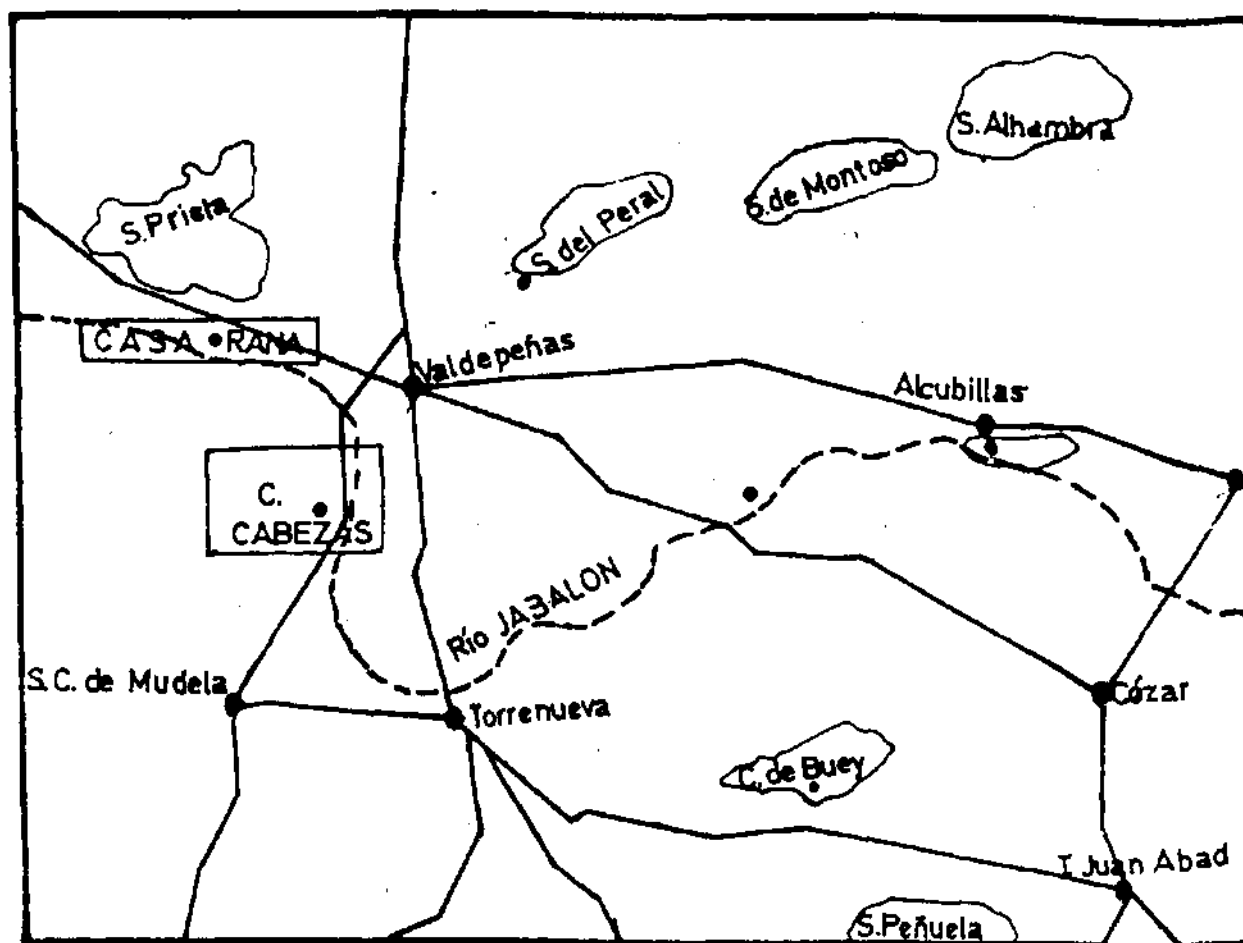 S. Alhambra
S. de Montoso
S. del Peral
S. Prieta
CASA RANA
Valdepeñas
Alcubillas
C.
CABEZAS
Río JABALON
S.C. de Mudela
Torrenueva
Cózar
C. de Buey
T. Juan Abad
S. Peñuela